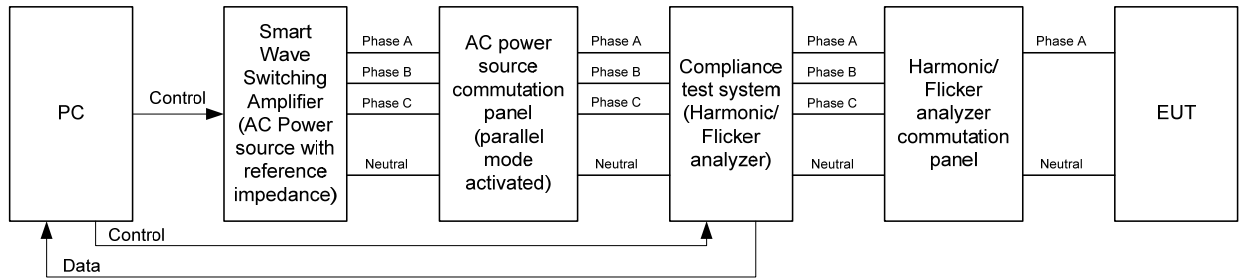 PC
Control
Smart
Wave
Switching
Amplifier
(AC Power
source with
reference
impedance)
Phase A
Phase B
Phase C
Neutral
AC power
source
commutation
panel
(parallel
mode
activated)
Phase A
Phase B
Phase C
Neutral
Compliance
test system
(Harmonic/
Flicker
analyzer)
Phase A
Phase B
Phase C
Neutral
Harmonic/
Flicker
analyzer
commutation
panel
Phase A
Neutral
EUT
Control
Data